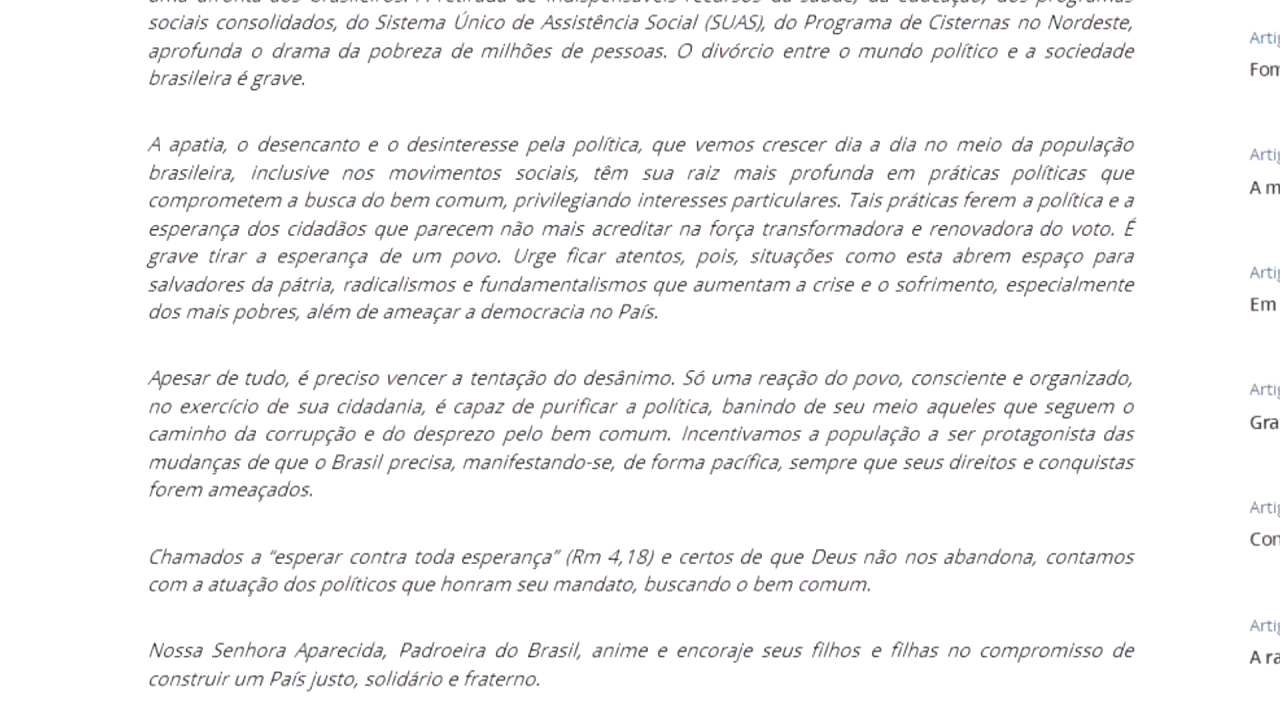 sociais consolidados, do Sistema Único de Assistência Social (SUAS), do Programa de Cisternas no Nordeste,
aprofunda o drama da pobreza de milhões de pessoas. O divórcio entre o mundo político e a sociedade
brasileira é grave.
A apatia, o desencanto e o desinteresse pela política, que vemos crescer dia a dia no meio da população
brasileira, inclusive nos movimentos sociais, têm sua raiz mais profunda em práticas políticas que
comprometem a busca do bem comum, privilegiando interesses particulares. Tais práticas ferem a política e a
esperança dos cidadãos que parecem não mais acreditar na força transformadora e renovadora do voto. É
grave tirar a esperança de um povo. Urge ficar atentos, pois, situações como esta abrem espaço para
salvadores da pátria, radicalismos e fundamentalismos que aumentam a crise e o sofrimento, especialmente
dos mais pobres, além de ameaçar a democracia no País.
Apesar de tudo, é preciso vencer a tentação do desânimo. Só uma reação do povo, consciente e organizado,
no exercício de sua cidadania, é capaz de purificar a política, banindo de seu meio aqueles que seguem o
caminho da corrupção e do desprezo pelo bem comum. Incentivamos a população a ser protagonista das
mudanças de que o Brasil precisa, manifestando-se, de forma pacífica, sempre que seus direitos e conquistas
forem ameaçados.
Chamados a “esperar contra toda esperança” (Rm 4,18) e certos de que Deus não nos abandona, contamos
com a atuação dos políticos que honram seu mandato, buscando o bem comum.
Nossa Senhora Aparecida, Padroeira do Brasil, anime e encoraje seus filhos e filhas no compromisso de
construir um País justo, solidário e fraterno.
Arti
Fon
Arti
A m
Arti
Em
Arti
Gra
Arti
Con
Arti
A ra